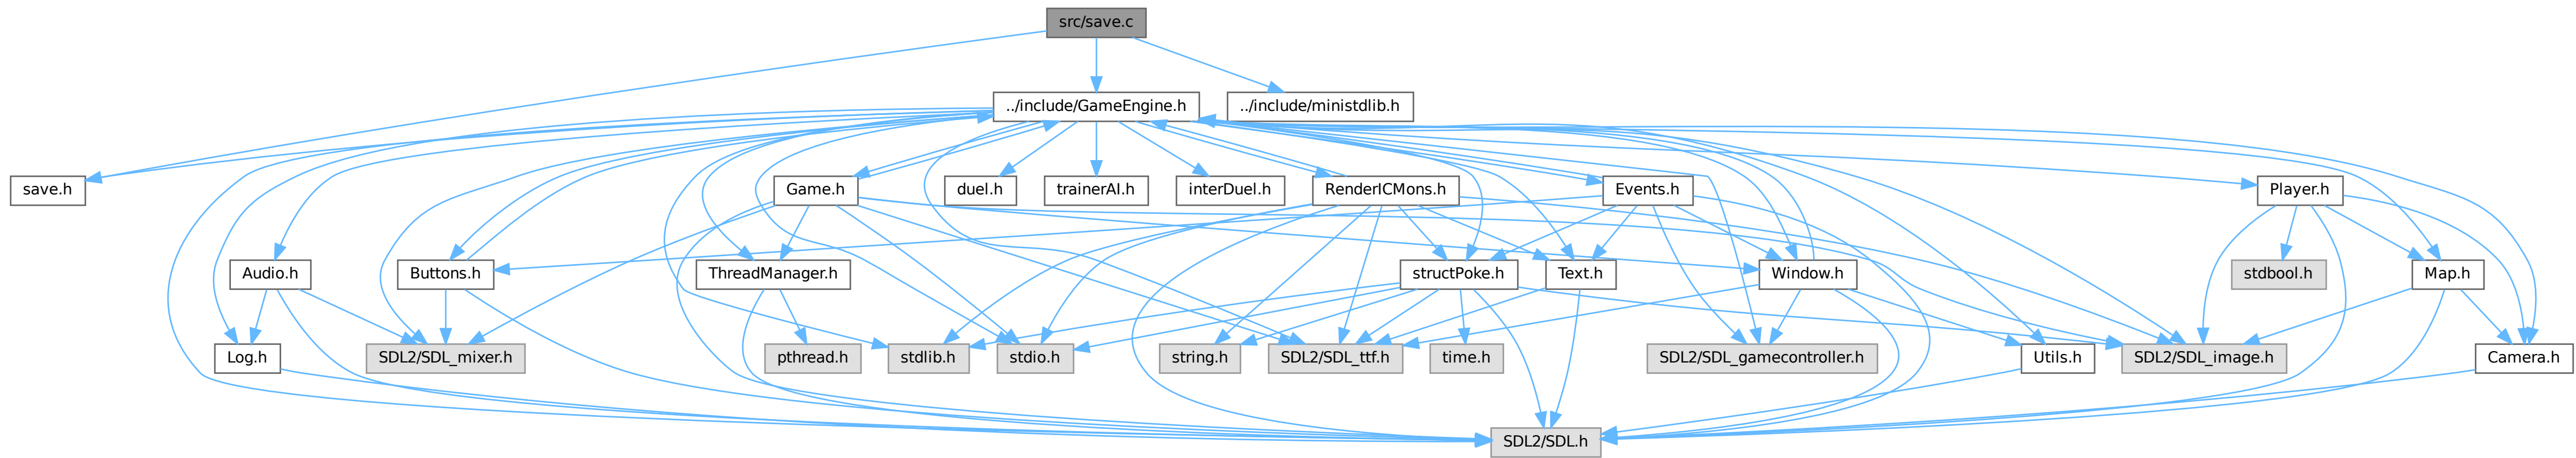 src/save.c
../include/GameEngine.h
../include/ministdlib.h
save.h
Game.h
duel.h
trainerAI.h
interDuel.h
RenderICMons.h
Events.h
Player.h
Audio.h
Buttons.h
ThreadManager.h
structPoke.h
Text.h
Window.h
stdbool.h
Map.h
Log.h
SDL2/SDL_mixer.h
pthread.h
stdlib.h
stdio.h
string.h
SDL2/SDL_ttf.h
time.h
SDL2/SDL_gamecontroller.h
Utils.h
SDL2/SDL_image.h
Camera.h
SDL2/SDL.h